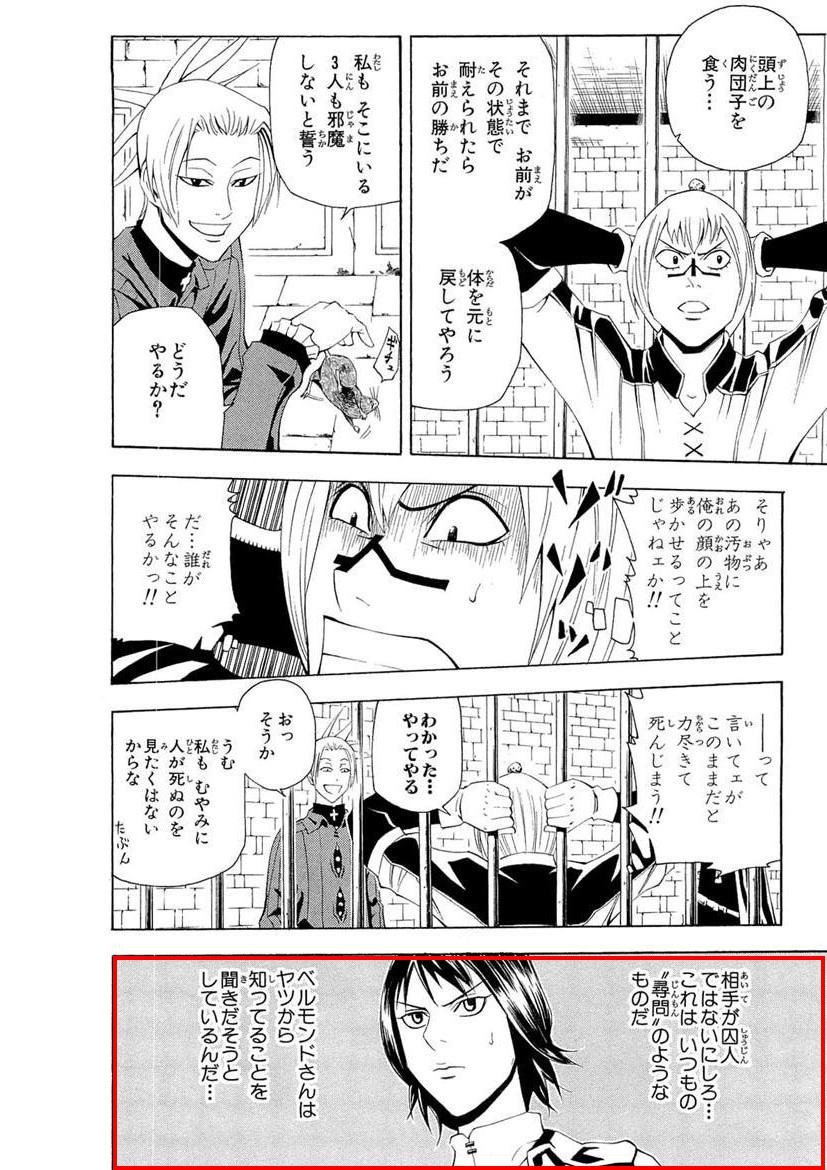 頭上の
肉団子を
食う…
それまで お前が
その状態で
耐えられたら
お前の勝ちだ
体を元に
戻してやろう
私も そこにいる
3人も邪魔
しないと誓う
ギチュ
どうだ
やるか?
そりゃあ
あの汚物に
俺の顔の上を
歩かせるってこと
じゃねェか!!
だ…誰が
そんなこと
やるかっ!!
――って
言いてェが
このままだと
力尽きて
死んじまう!!
わかった…
やってやる
おっ
そうか
うむ
私も むやみに
人が死ぬのを
見たくはない
からな
たぶん
相手が囚人
ではないにしろ…
これは いつもの
〝尋問〟のような
ものだ
ベルモンドさんは
ヤツから
知ってることを
聞きだそうと
しているんだ…